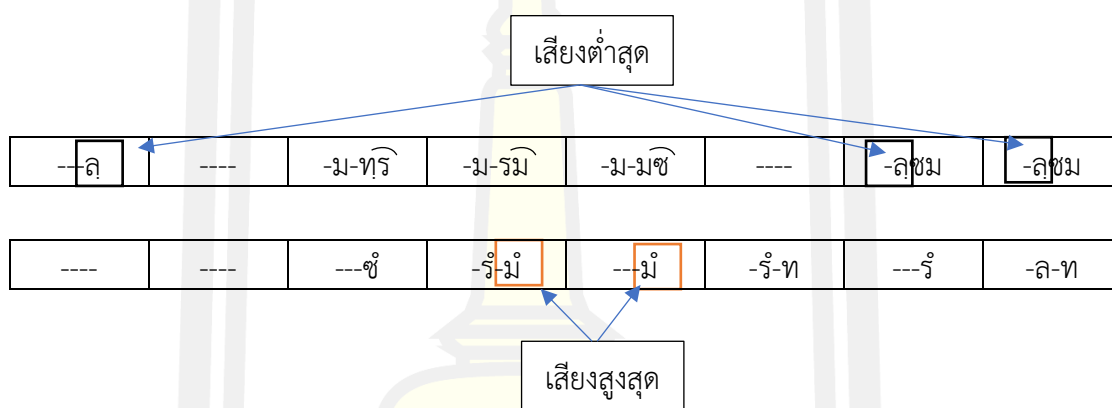 เสียงต่ำสุด
---ลฺ ---- -ม-ทฺร -ม-รม -ม-มซ ---- -ลฺซม -ลฺซม
---- ---- ---ซํ -รํ-มํ ---มํ -รํ-ท ---รํ -ล-ท
เสียงสูงสุด